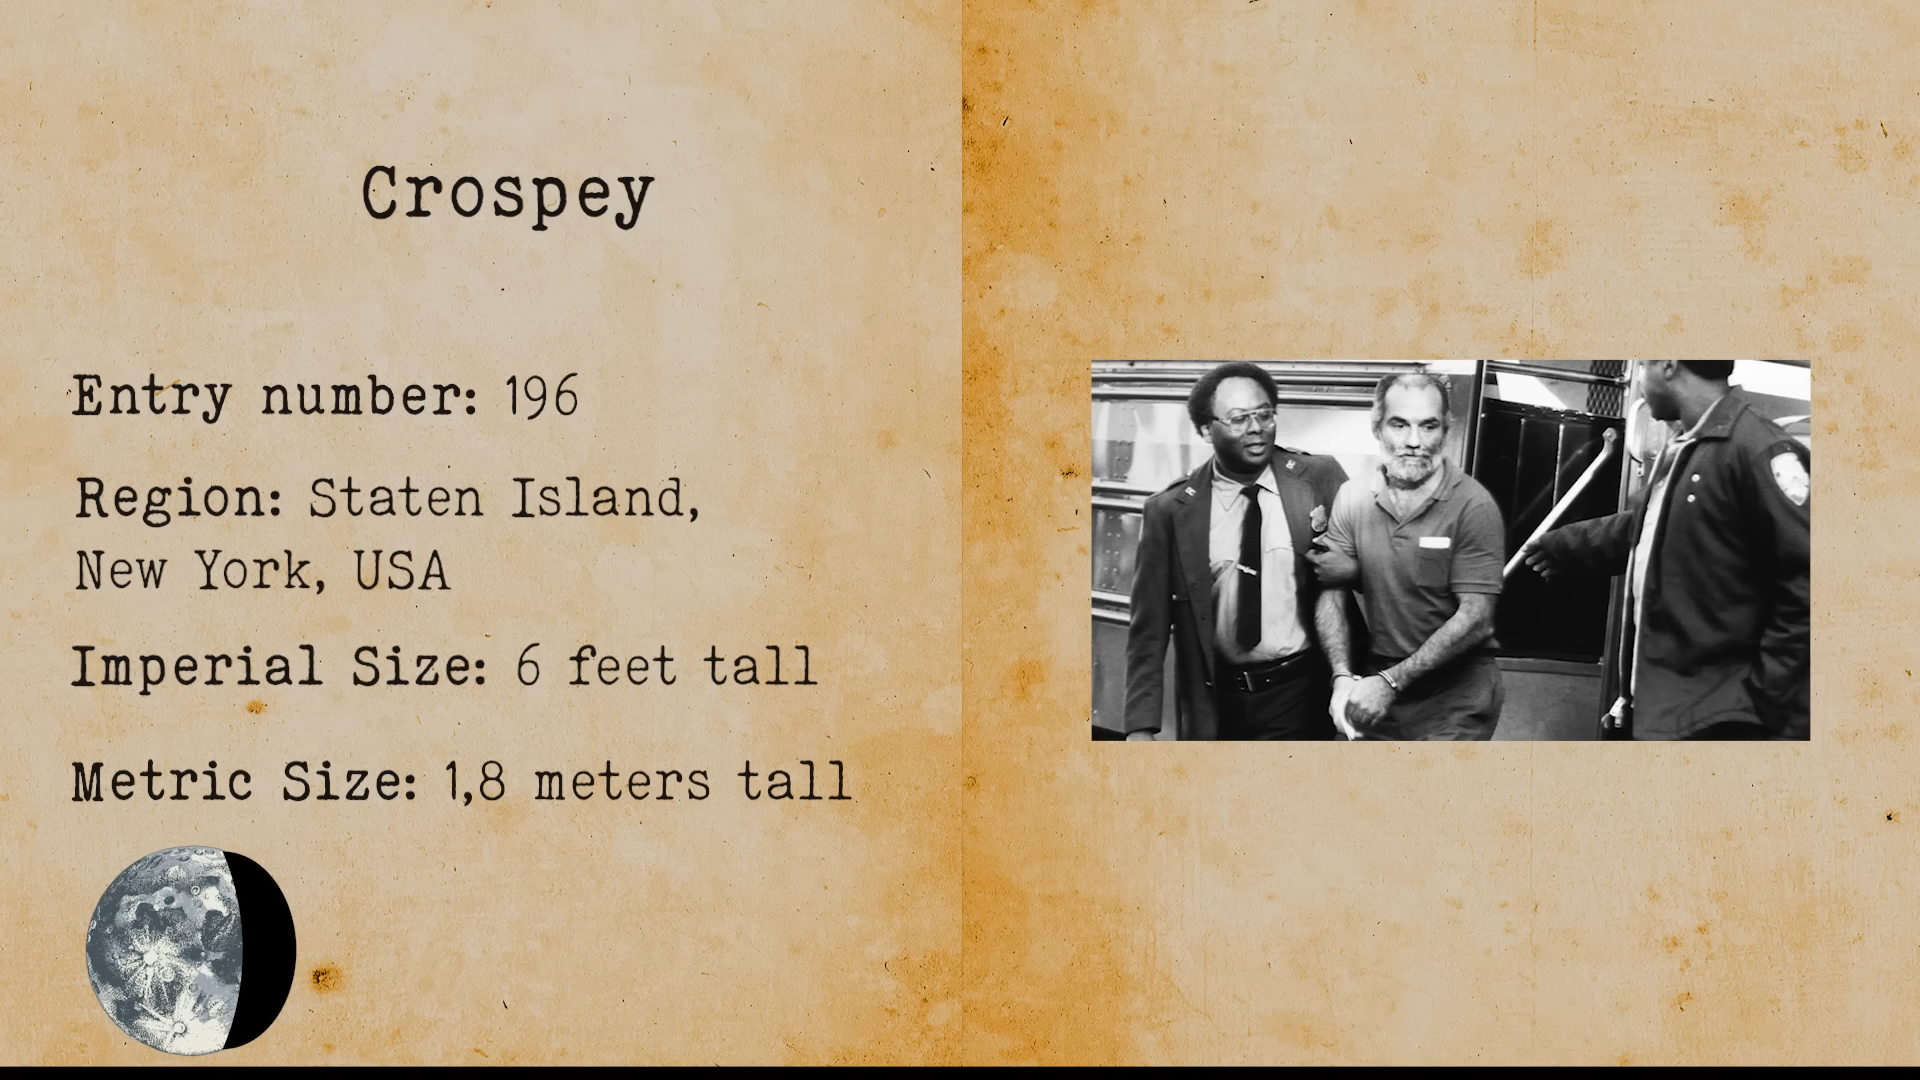 Crospey
Entry number: 196
Region: Staten Island,
New York, USA
Imperial Size: 6 feet tall
Metric Size: 1,8 meters tall